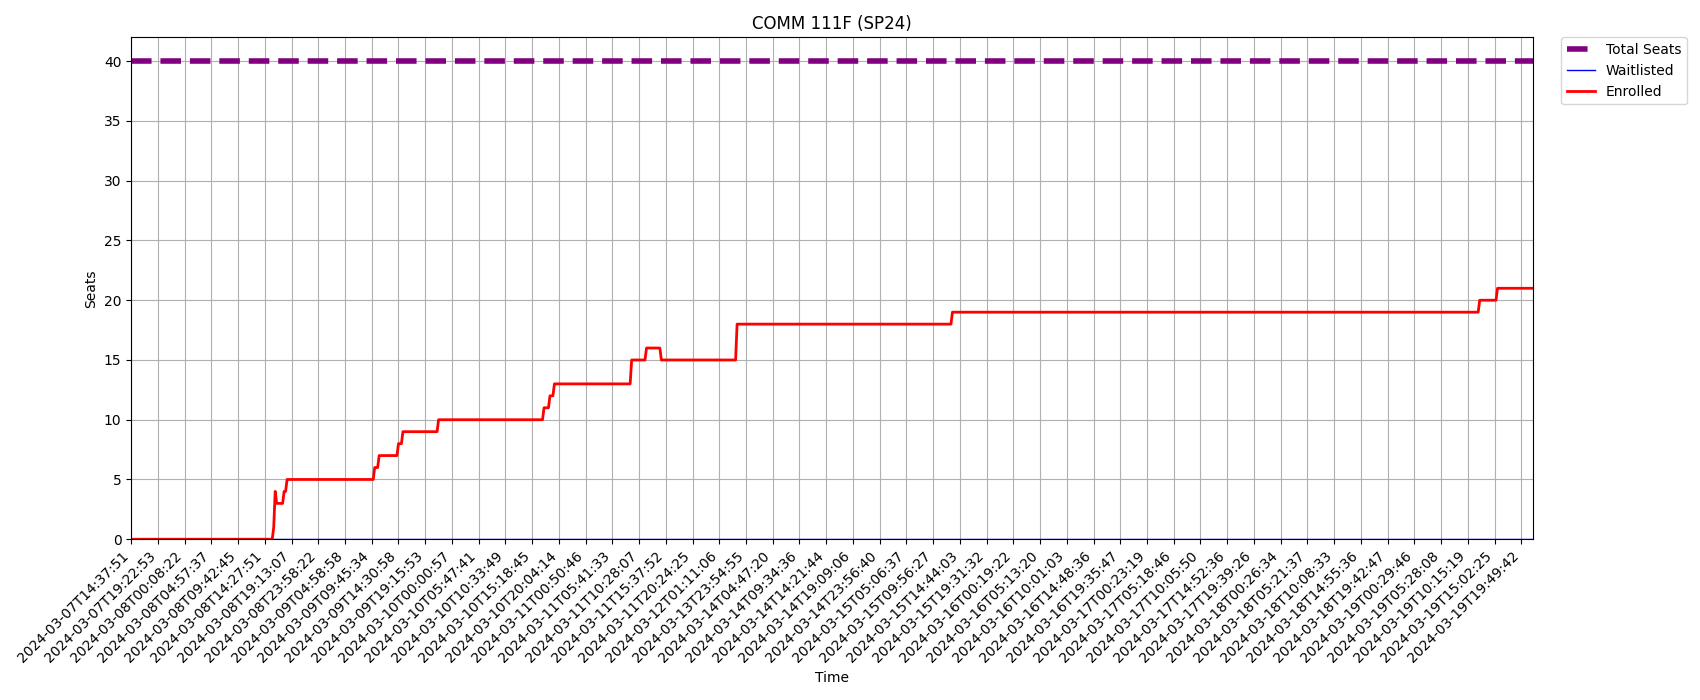 COMM 111F (SP24)
Total Seats
Waitlisted
Enrolled
40
35
30
25
20
15
10
5
0
Seats
2024-03-07T14:37:51
2024-03-07T19:22:53
2024-03-08T00:08:22
2024-03-08T04:57:37
2024-03-08T09:42:45
2024-03-08T14:27:51
2024-03-08T19:13:07
2024-03-08T23:58:22
2024-03-09T04:58:58
2024-03-09T09:45:34
2024-03-09T14:30:58
2024-03-09T19:15:53
2024-03-10T00:00:57
2024-03-10T05:47:41
2024-03-10T10:33:49
2024-03-10T15:18:45
2024-03-10T20:04:14
2024-03-11T00:50:46
2024-03-11T05:41:33
2024-03-11T10:28:07
2024-03-11T15:37:52
2024-03-11T20:24:25
2024-03-12T01:11:06
2024-03-13T23:54:55
2024-03-14T04:47:20
2024-03-14T09:34:36
2024-03-14T14:21:44
2024-03-14T19:09:06
2024-03-14T23:56:40
2024-03-15T05:06:37
2024-03-15T09:56:27
2024-03-15T14:44:03
2024-03-15T19:31:32
2024-03-16T00:19:22
2024-03-16T05:13:20
2024-03-16T10:01:03
2024-03-16T14:48:36
2024-03-16T19:35:47
2024-03-17T00:23:19
2024-03-17T05:18:46
2024-03-17T10:05:50
2024-03-17T14:52:36
2024-03-17T19:39:26
2024-03-18T00:26:34
2024-03-18T05:21:37
2024-03-18T10:08:33
2024-03-18T14:55:36
2024-03-18T19:42:47
2024-03-19T00:29:46
2024-03-19T05:28:08
2024-03-19T10:15:19
2024-03-19T15:02:25
2024-03-19T19:49:42
Time